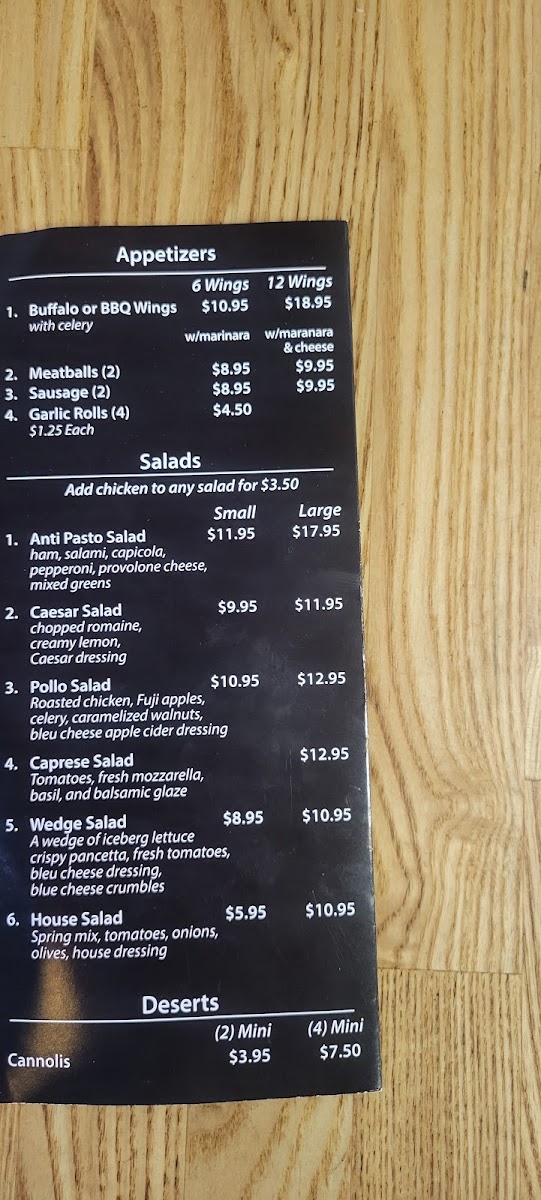 Appetizers
6 Wings 12 Wings
1. Buffalo or BBQ Wings $10.95 $18.95
with celery
w/marinara w/maranara
& cheese
2. Meatballs (2) $8.95 $9.95
3. Sausage (2) $8.95 $9.95
4. Garlic Rolls (4) $4.50
$1.25 Each
Salads
Add chicken to any salad for $3.50
Small Large
1. Anti Pasto Salad $11.95 $17.95
ham, salami, capicola,
pepperoni, provolone cheese,
mixed greens
2. Caesar Salad $9.95 $11.95
chopped romaine,
creamy lemon,
Caesar dressing
3. Pollo Salad $10.95 $12.95
Roasted chicken, Fuji apples,
celery, caramelized walnuts,
bleu cheese apple cider dressing
4. Caprese Salad $12.95
Tomatoes, fresh mozzarella,
basil, and balsamic glaze
5. Wedge Salad $8.95 $10.95
A wedge of iceberg lettuce
crispy pancetta, fresh tomatoes,
bleu cheese dressing,
blue cheese crumbles
6. House Salad $5.95 $10.95
Spring mix, tomatoes, onions,
olives, house dressing
Deserts
(2) Mini (4) Mini
Cannolis $3.95 $7.50